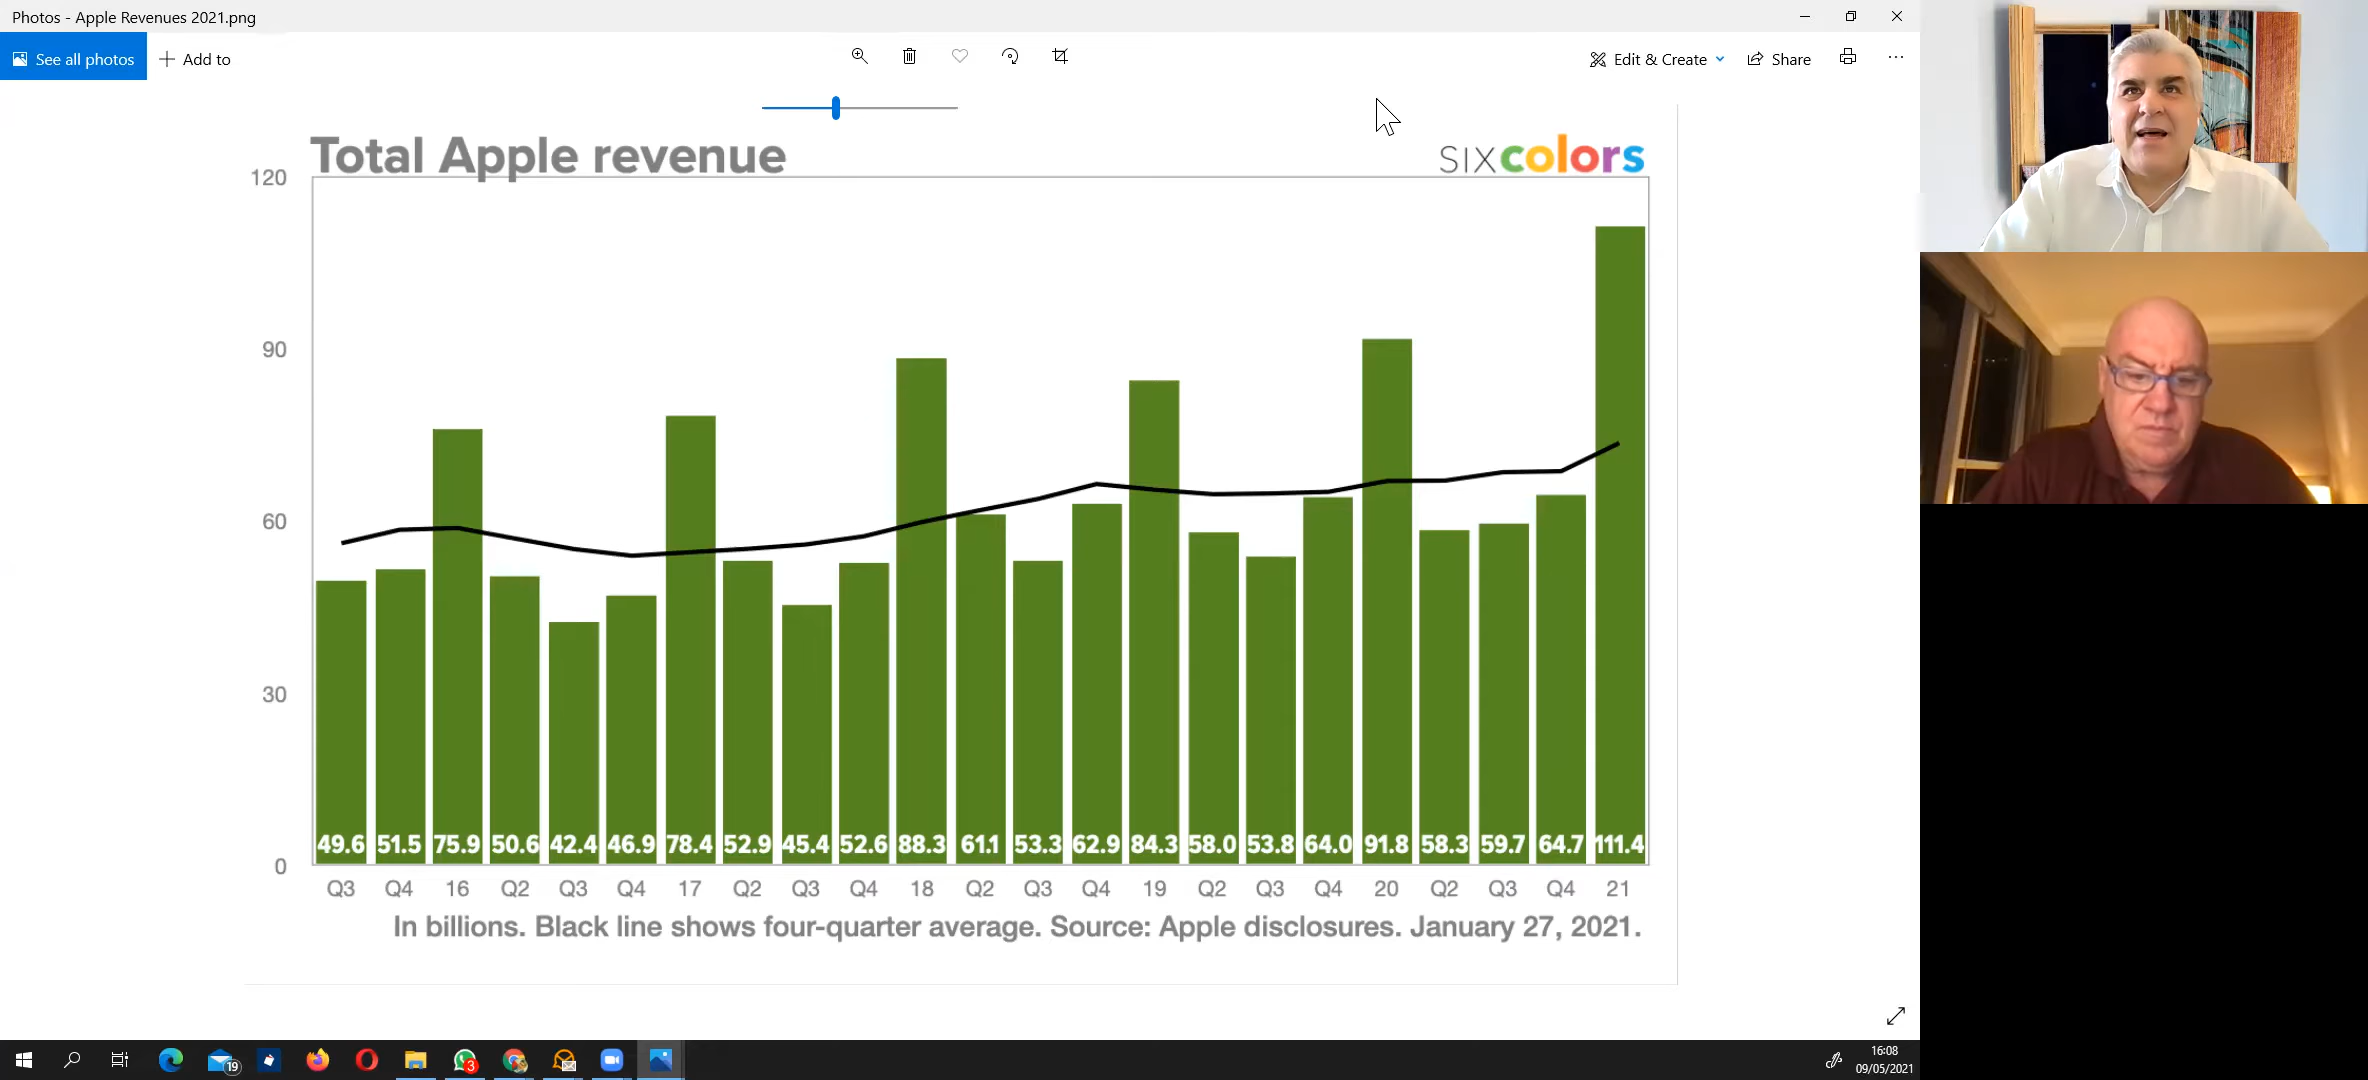 Photos - Apple Revenues 2021.png
See all photos
Add to
Edit & Create
Share
Total Apple revenue
SIXcolors
120
90
60
30
0
49.6 51.5 75.9 50.6 42.4 46.9 78.4 52.9 45.4 52.6 88.3 61.1 53.3 62.9 84.3 58.0 53.8 64.0 91.8 58.3 59.7 64.7 111.4
Q3 Q4 16 Q2 Q3 Q4 17 Q2 Q3 Q4 18 Q2 Q3 Q4 19 Q2 Q3 Q4 20 Q2 Q3 Q4 21
In billions. Black line shows four-quarter average. Source: Apple disclosures. January 27, 2021.
19
3
16:08
09/05/2021